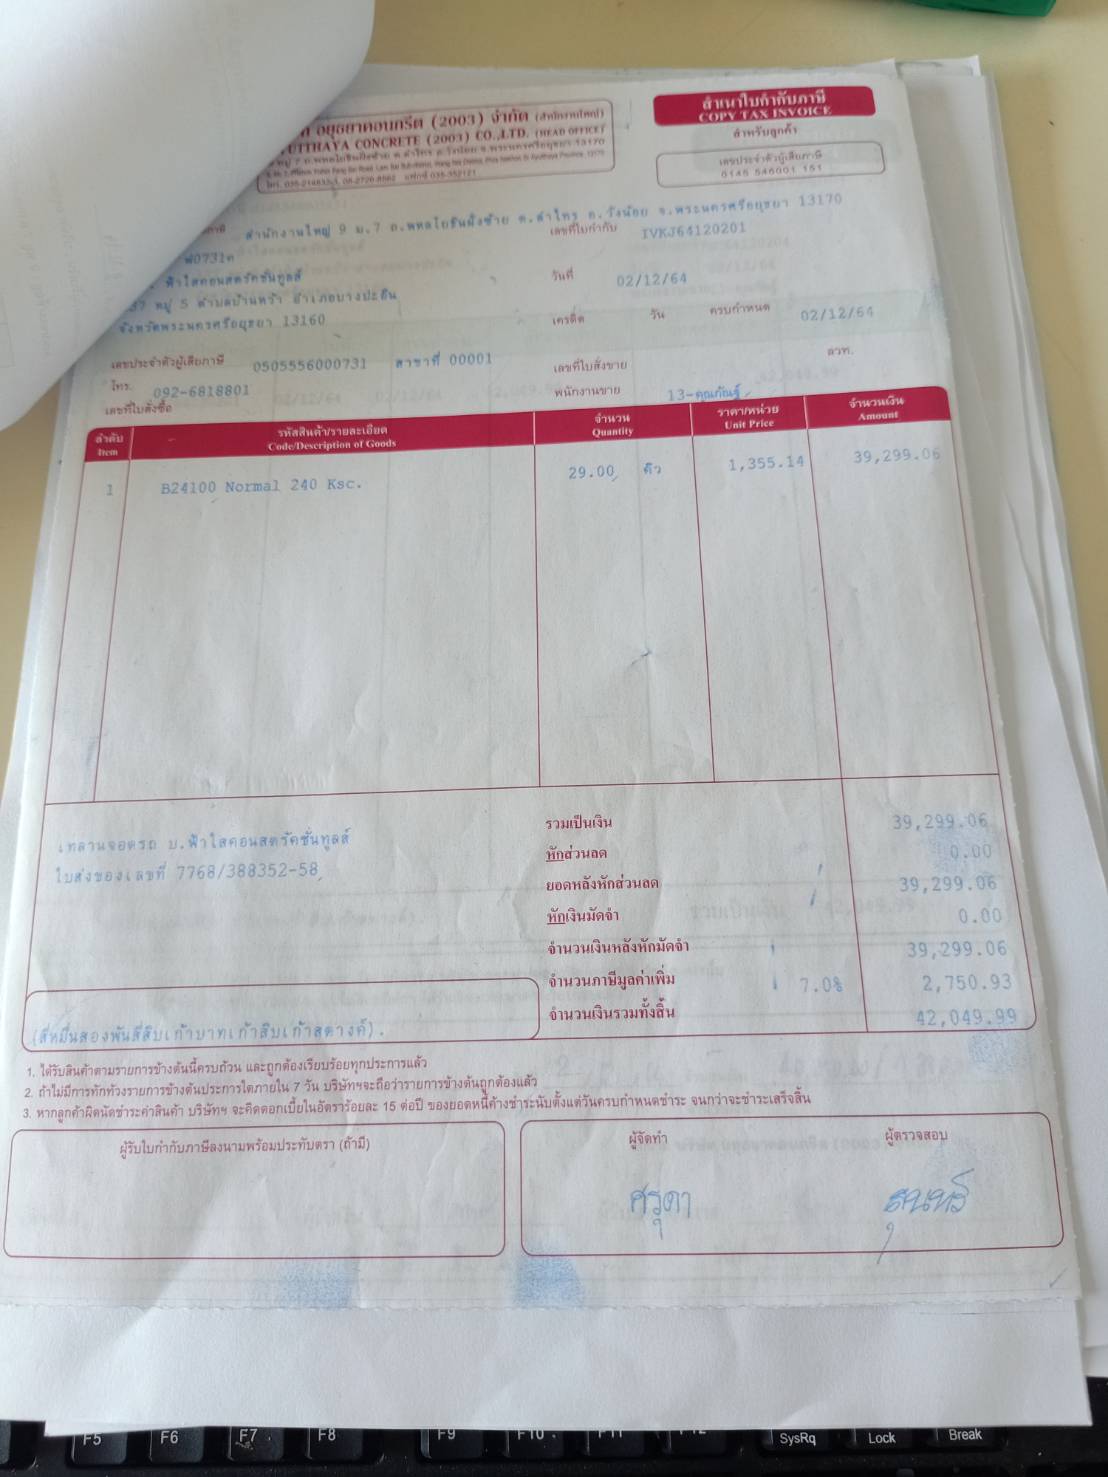 สำเนาใบกำกับภาษี
COPY TAX INVOICE
สำหรับลูกค้า
อยุธยาคอนกรีต (2003) จำกัด (สำนักงานใหญ่)
UTTHAYA CONCRETE (2003) CO.,LTD. (HEAD OFFICE)
โทร. 035-214833-4, 08-2726-8562 แฟกซ์ 035-352121
เลขประจำตัวผู้เสียภาษี
0145 546001 151
สำนักงานใหญ่ 9 ม.7 ถ.พหลโยธินฝั่งซ้าย ต.ลำไทร อ.วังน้อย จ.พระนครศรีอยุธยา 13170
เลขที่ใบกำกับ IVKJ64120201
ฟ0731ค
ฟ้าใสคอนสตรัคชั่นทูลส์
วันที่ 02/12/64
37 หมู่ 5 ตำบลบ้านหว้า อำเภอบางปะอิน
จังหวัดพระนครศรีอยุธยา 13160
เครดิต วัน ครบกำหนด 02/12/64
เลขประจำตัวผู้เสียภาษี 0505556000731 สาขาที่ 00001
เลขที่ใบสั่งขาย ลวท.
โทร. 092-6818801
พนักงานขาย 13-คุณภัณฐ์
เลขที่ใบสั่งซื้อ
ลำดับ รหัสสินค้า/รายละเอียด จำนวน ราคา/หน่วย จำนวนเงิน
Item Code/Description of Goods Quantity Unit Price Amount
1 B24100 Normal 240 Ksc. 29.00 คิว 1,355.14 39,299.06
รวมเป็นเงิน 39,299.06
เทลานจอดรถ บ.ฟ้าใสคอนสตรัคชั่นทูลส์
หักส่วนลด 0.00
ใบส่งของเลขที่ 7768/388352-58
ยอดหลังหักส่วนลด 39,299.06
หักเงินมัดจำ 0.00
จำนวนเงินหลังหักมัดจำ 39,299.06
จำนวนภาษีมูลค่าเพิ่ม 7.0% 2,750.93
จำนวนเงินรวมทั้งสิ้น 42,049.99
(สี่หมื่นสองพันสี่สิบเก้าบาทเก้าสิบเก้าสตางค์).
1. ได้รับสินค้าตามรายการข้างต้นนี้ครบถ้วน และถูกต้องเรียบร้อยทุกประการแล้ว
2. ถ้าไม่มีการทักท้วงรายการข้างต้นประการใดภายใน 7 วัน บริษัทฯจะถือว่ารายการข้างต้นถูกต้องแล้ว
3. หากลูกค้าผิดนัดชำระค่าสินค้า บริษัทฯ จะคิดดอกเบี้ยในอัตราร้อยละ 15 ต่อปี ของยอดหนี้ค้างชำระนับตั้งแต่วันครบกำหนดชำระ จนกว่าจะชำระเสร็จสิ้น
ผู้รับใบกำกับภาษีลงนามพร้อมประทับตรา (ถ้ามี)
ผู้จัดทำ ผู้ตรวจสอบ
ศรุดา
F5 F6 F7 F8 F9 F10 F11 F12 SysRq Lock Break